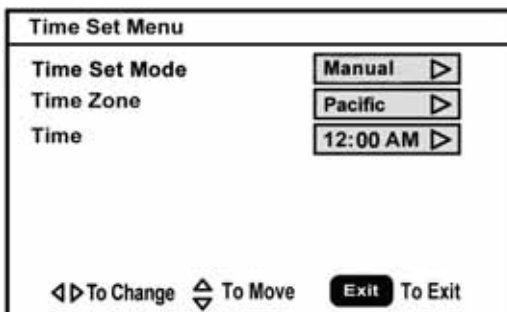 Time Set Menu
Time Set Mode Manual
Time Zone Pacific
Time 12:00 AM
To Change To Move Exit To Exit